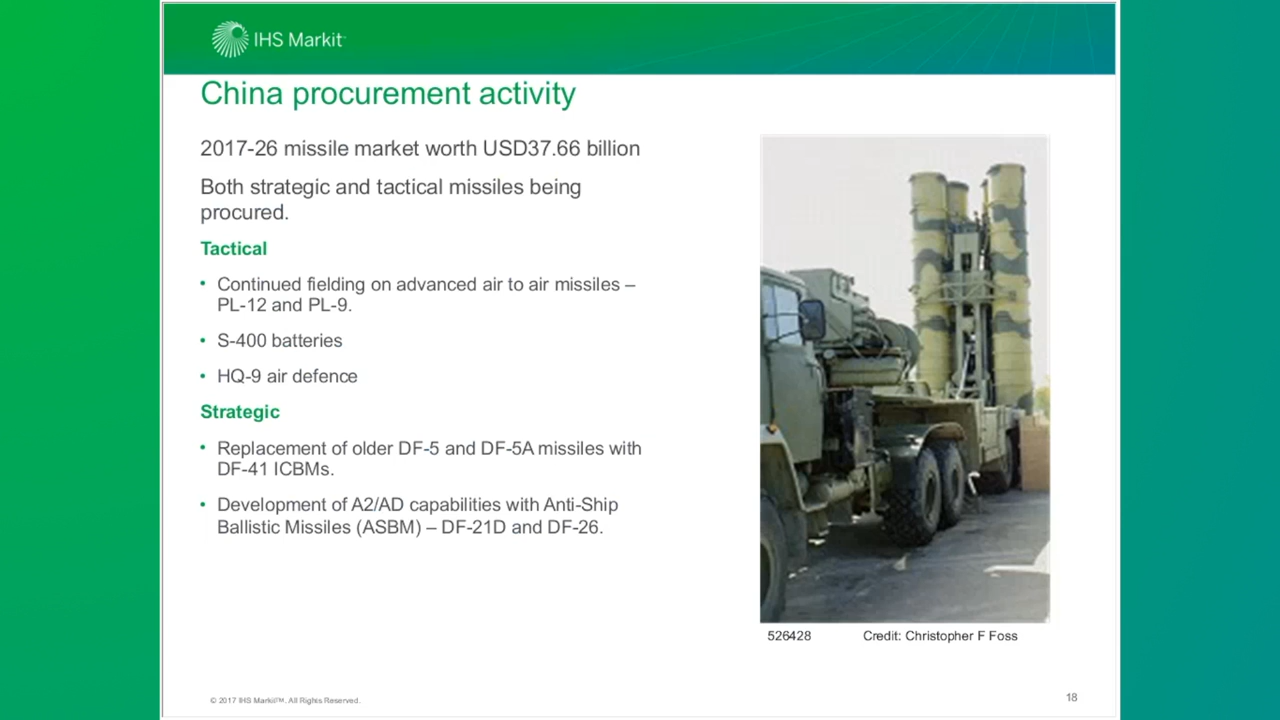 IHS Markit
China procurement activity
2017-26 missile market worth USD37.66 billion
Both strategic and tactical missiles being
procured.
Tactical
• Continued fielding on advanced air to air missiles –
PL-12 and PL-9.
• S-400 batteries
• HQ-9 air defence
Strategic
• Replacement of older DF-5 and DF-5A missiles with
DF-41 ICBMs.
• Development of A2/AD capabilities with Anti-Ship
Ballistic Missiles (ASBM) – DF-21D and DF-26.
526428 Credit: Christopher F Foss
© 2017 IHS Markit™. All Rights Reserved.
18